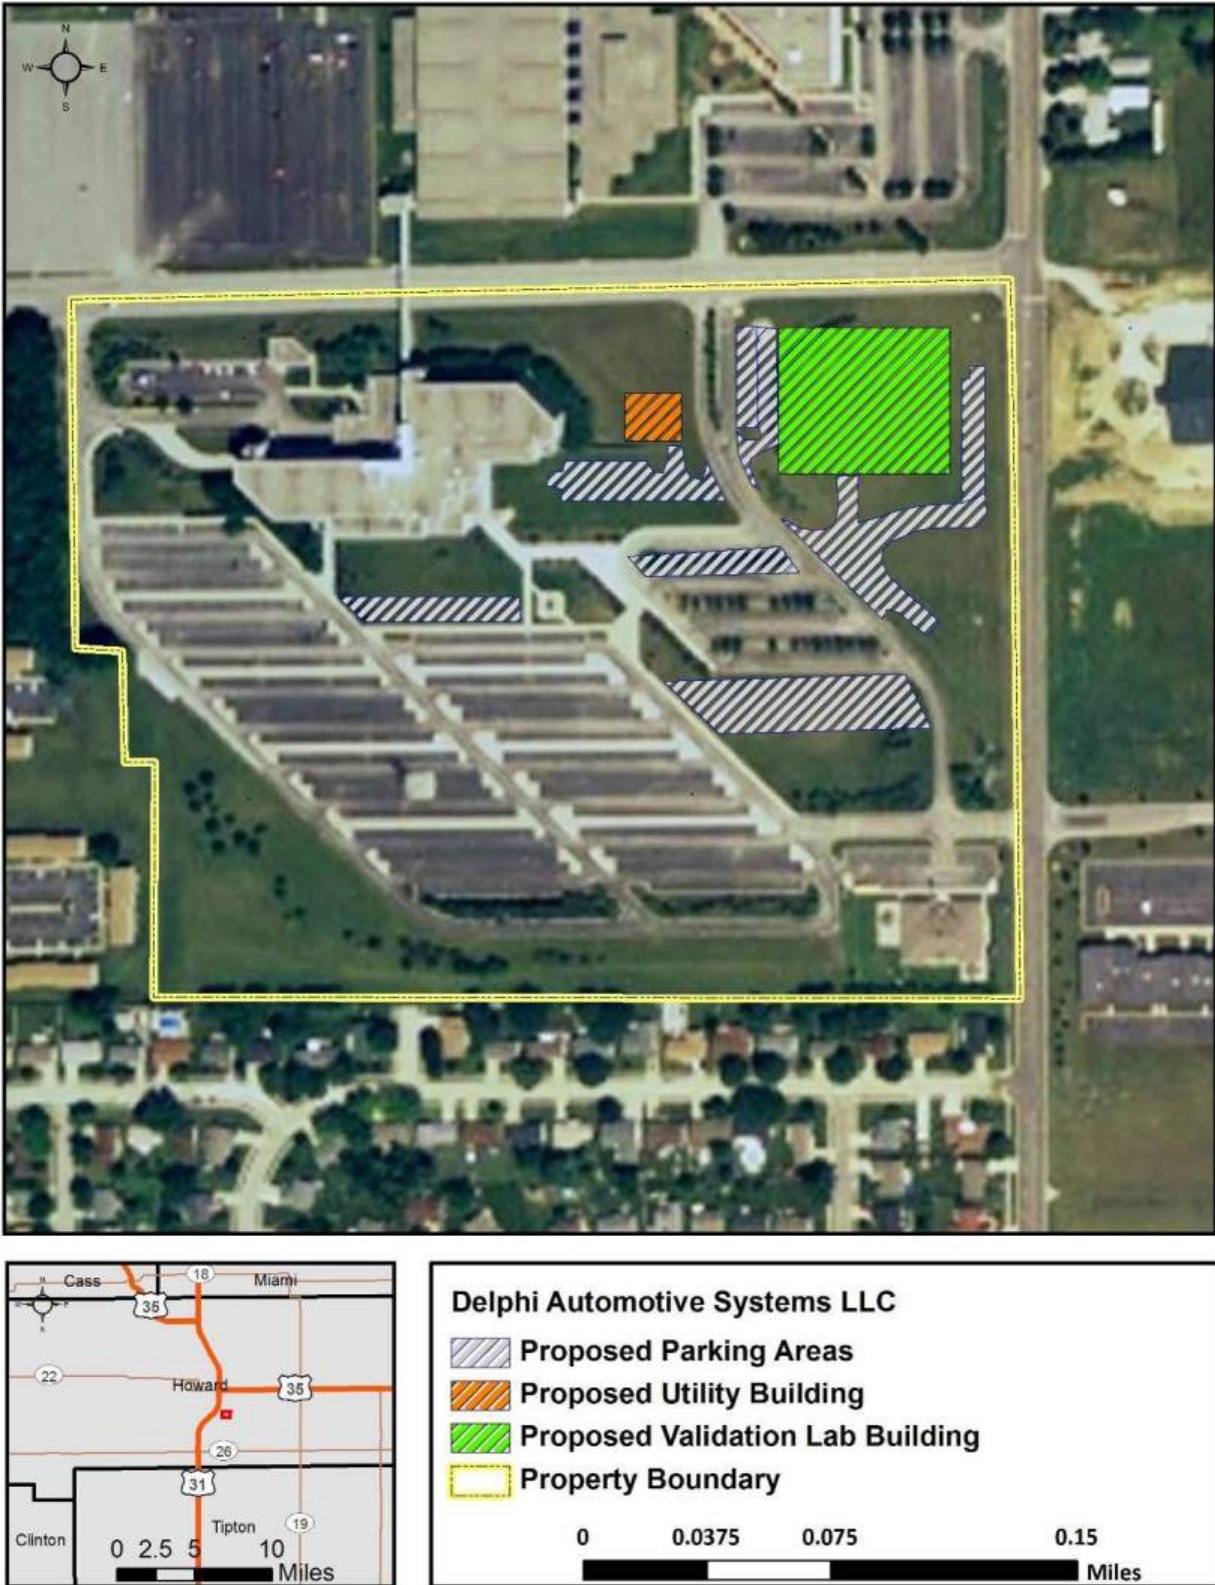 N
W E
S
Cass
18
Miami
N
35
22
Howard
35
26
31
Tipton
19
Clinton
0 2.5 5 10
Miles
Delphi Automotive Systems LLC
Proposed Parking Areas
Proposed Utility Building
Proposed Validation Lab Building
Property Boundary
0 0.0375 0.075 0.15
Miles